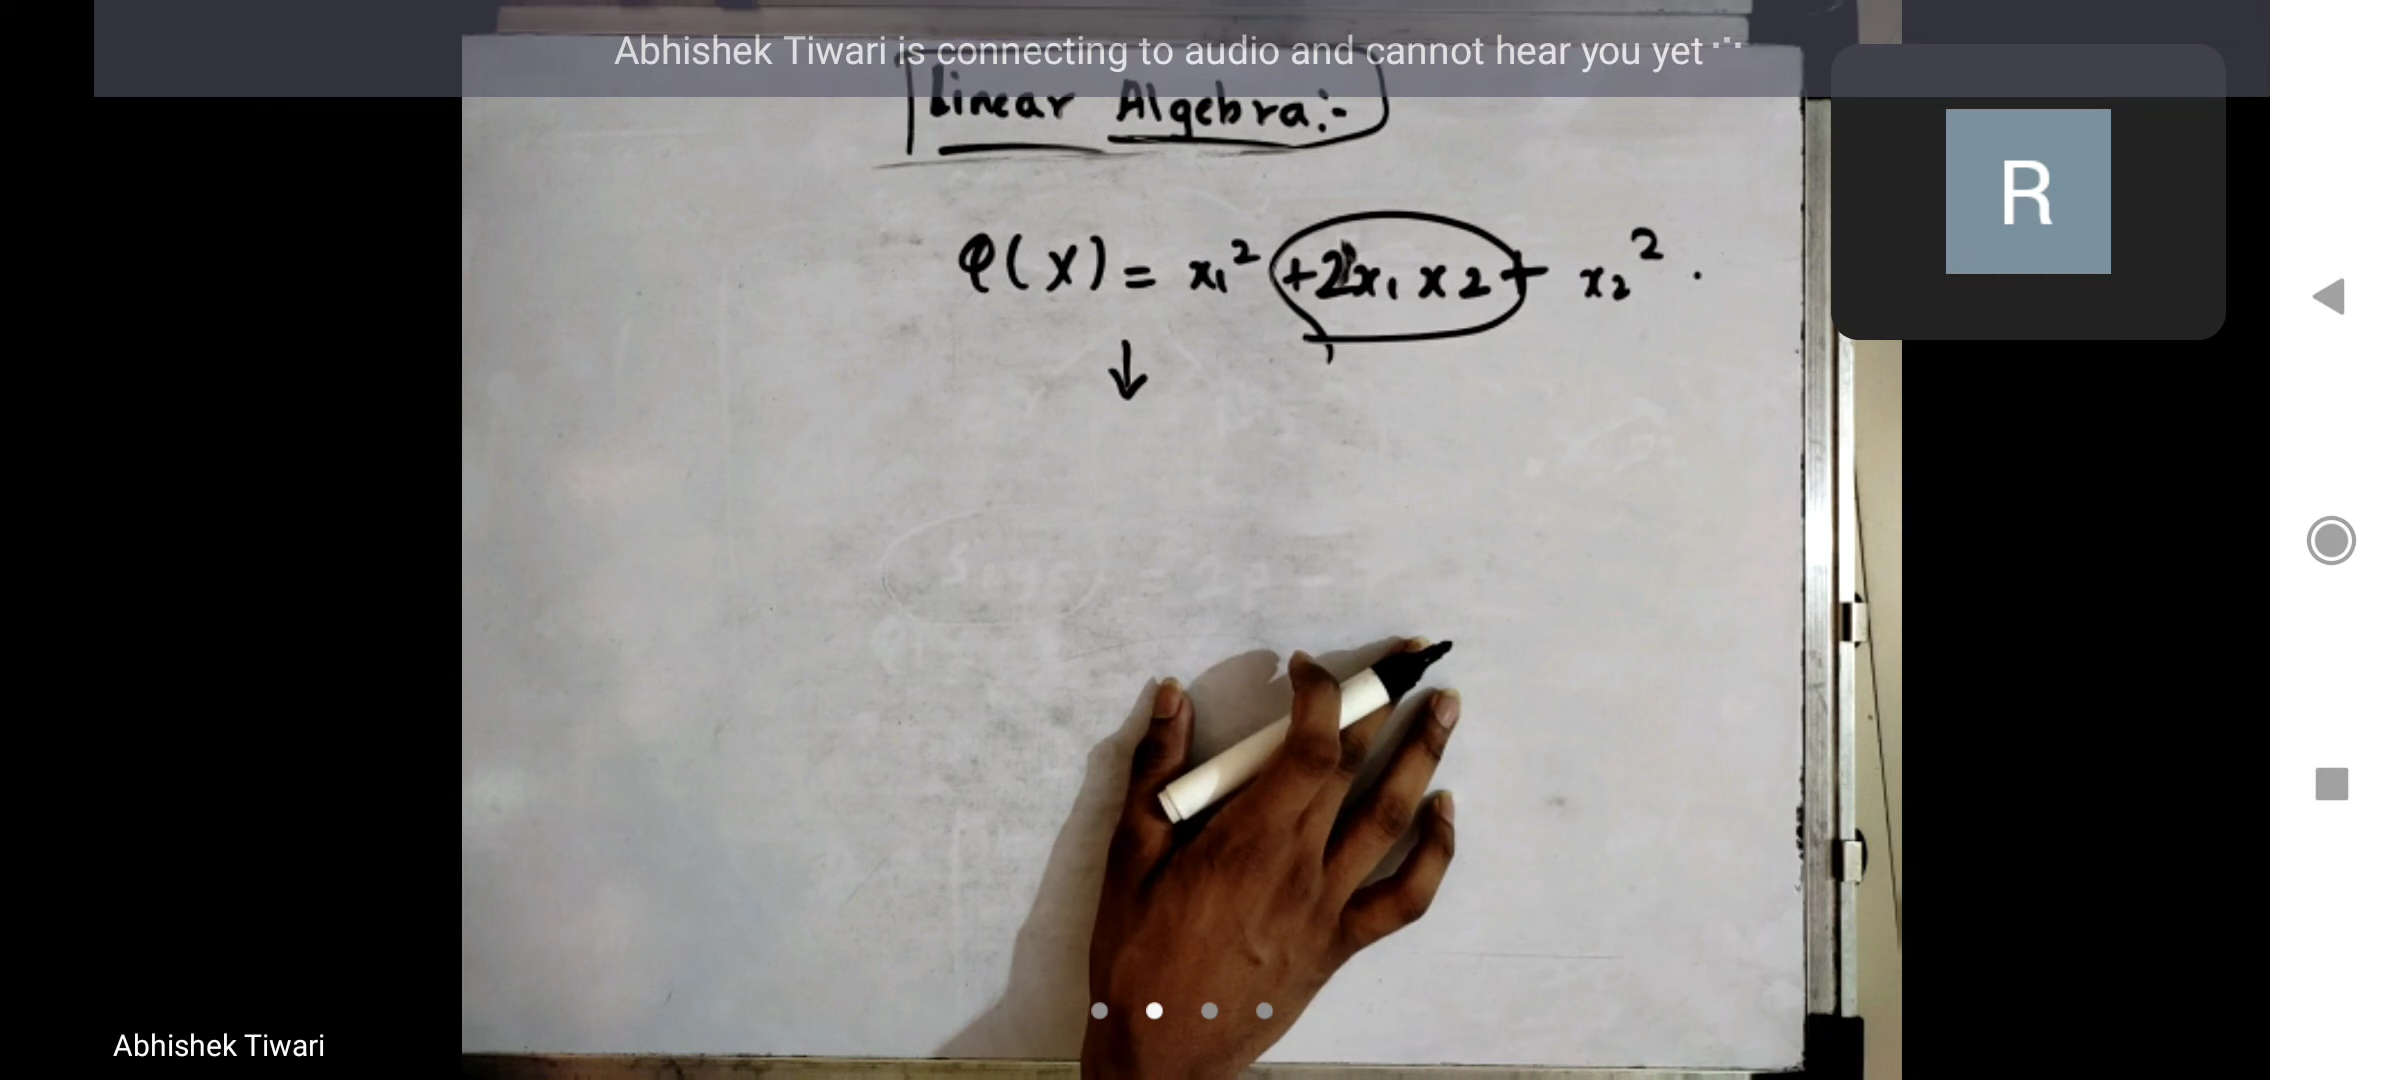 Abhishek Tiwari is connecting to audio and cannot hear you yet
Linear Algebra:-
R
Q(X) = x₁² +2x₁x₂ + x₂².
↓
Abhishek Tiwari